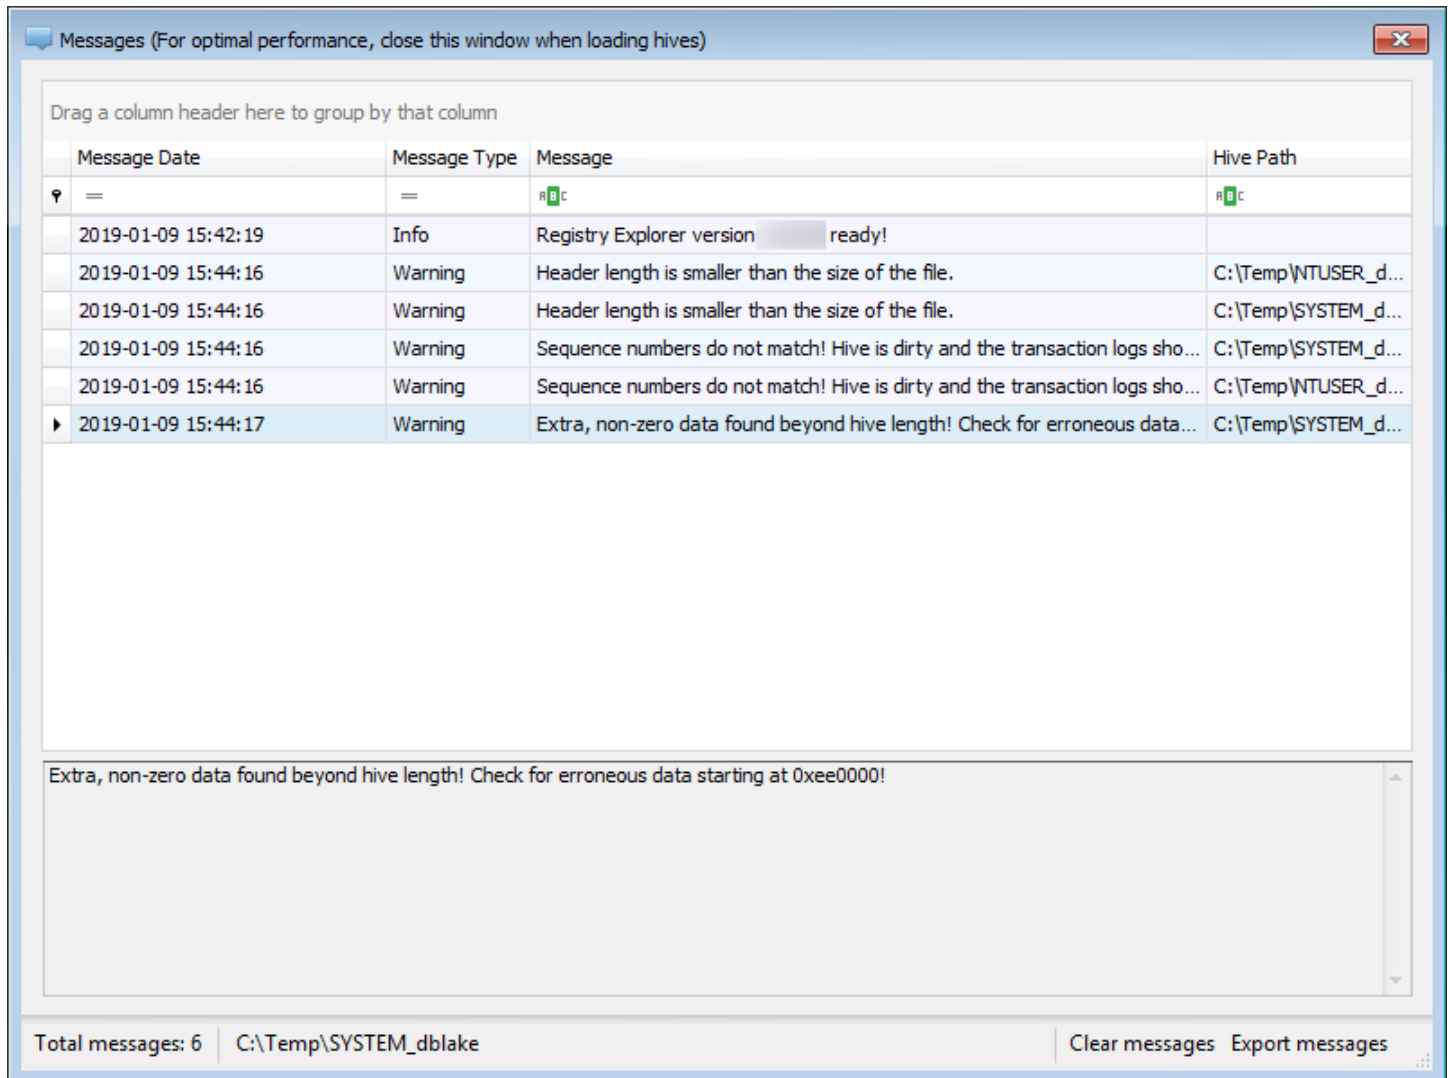 Messages (For optimal performance, close this window when loading hives)
Drag a column header here to group by that column
Message Date Message Type Message Hive Path
= = ABC ABC
2019-01-09 15:42:19 Info Registry Explorer version ready!
2019-01-09 15:44:16 Warning Header length is smaller than the size of the file. C:\Temp\NTUSER_d...
2019-01-09 15:44:16 Warning Header length is smaller than the size of the file. C:\Temp\SYSTEM_d...
2019-01-09 15:44:16 Warning Sequence numbers do not match! Hive is dirty and the transaction logs sho... C:\Temp\SYSTEM_d...
2019-01-09 15:44:16 Warning Sequence numbers do not match! Hive is dirty and the transaction logs sho... C:\Temp\NTUSER_d...
2019-01-09 15:44:17 Warning Extra, non-zero data found beyond hive length! Check for erroneous data... C:\Temp\SYSTEM_d...
Extra, non-zero data found beyond hive length! Check for erroneous data starting at 0xee0000!
Total messages: 6 C:\Temp\SYSTEM_dblake Clear messages Export messages